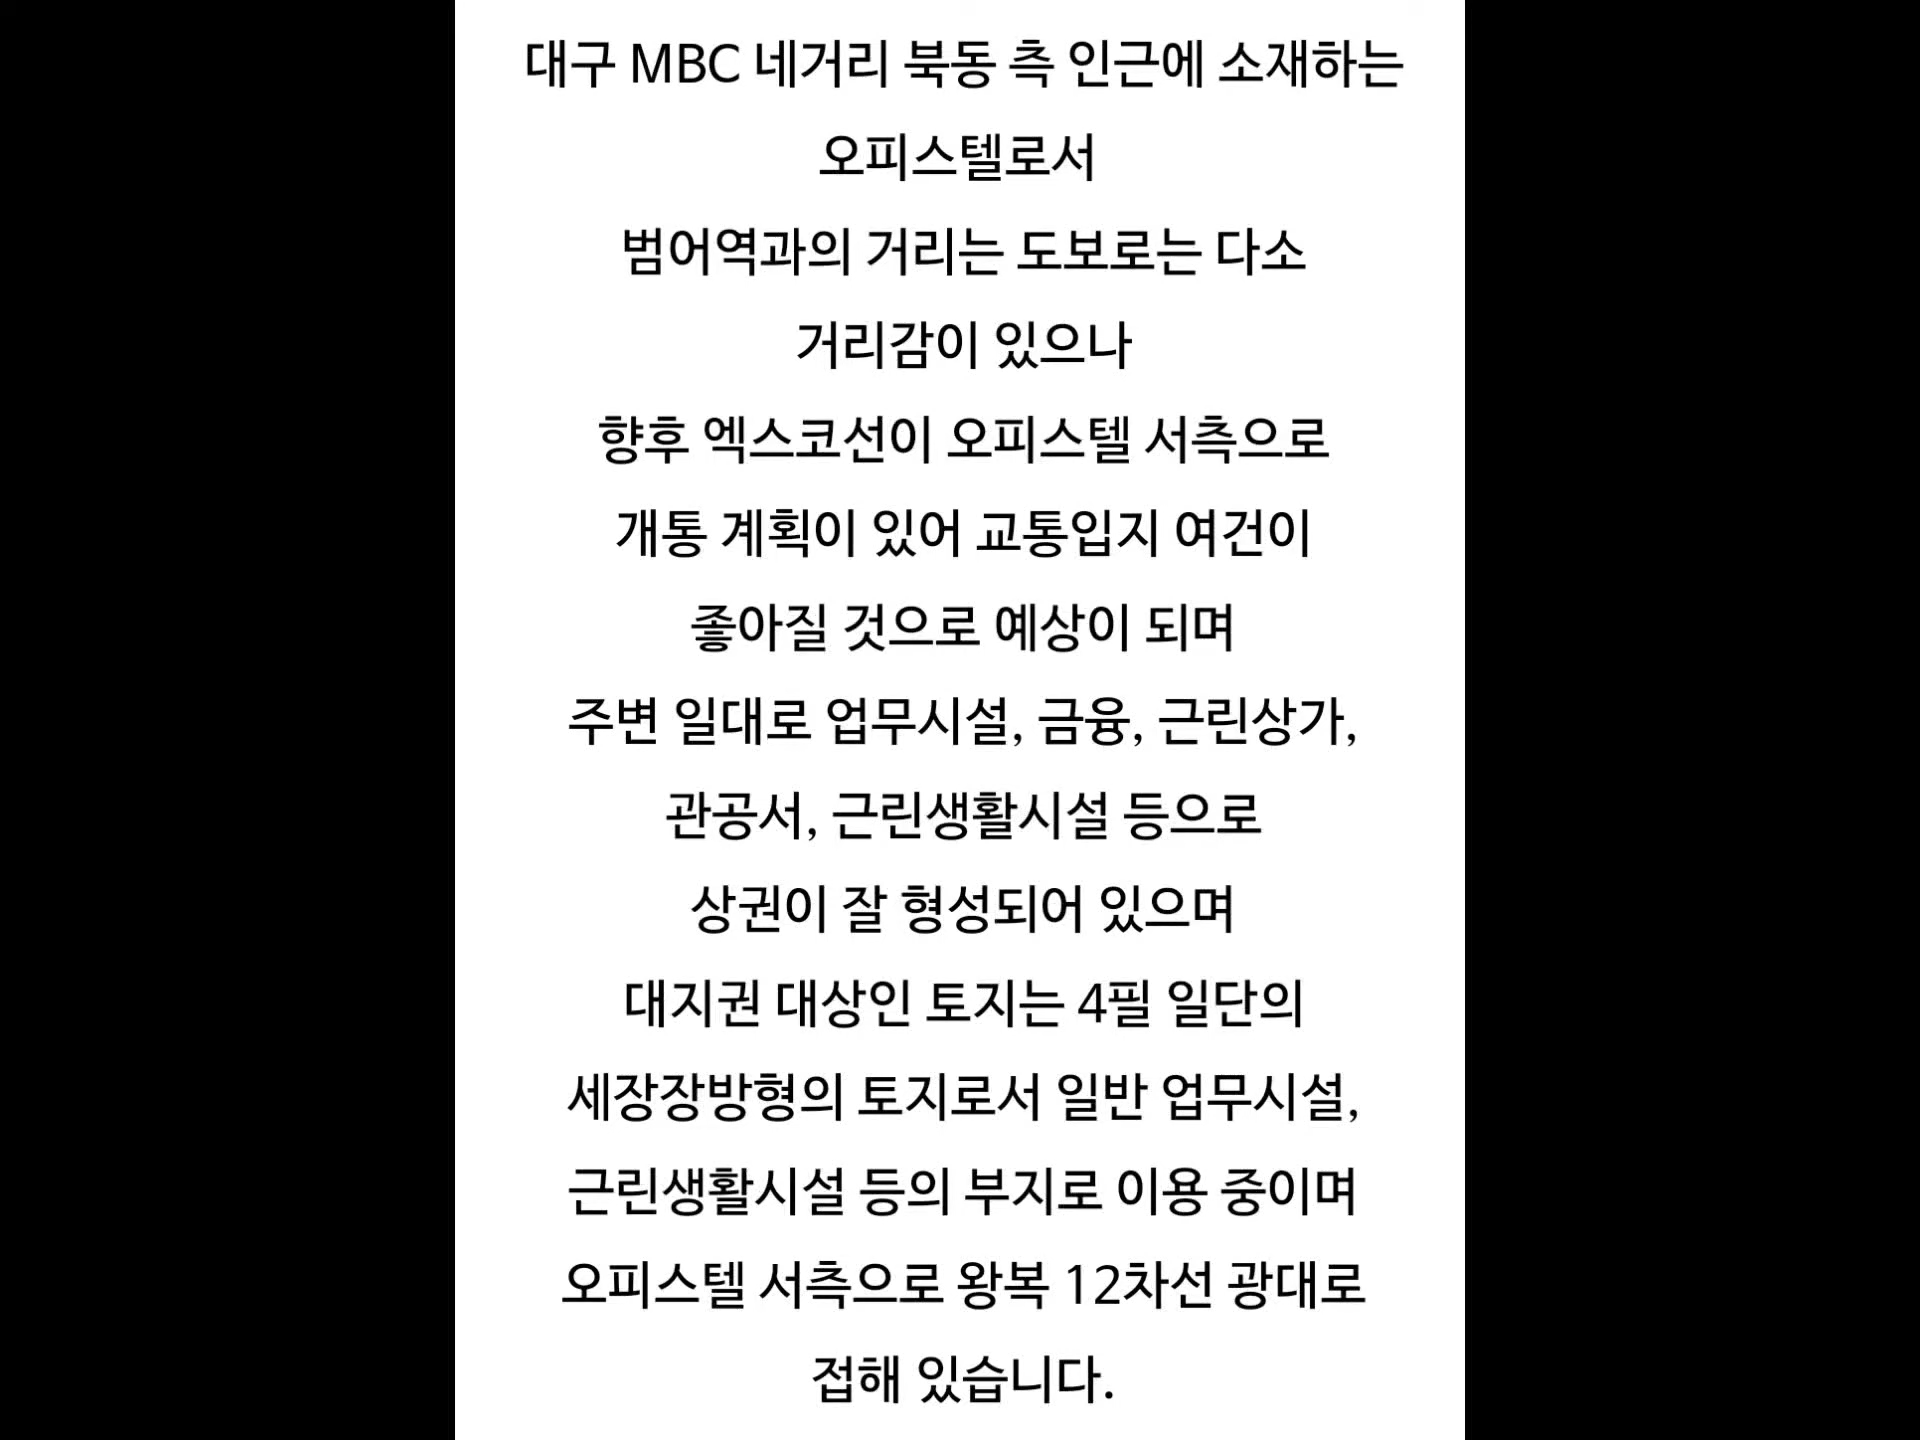 대구 MBC 네거리 북동 측 인근에 소재하는
오피스텔로서
범어역과의 거리는 도보로는 다소
거리감이 있으나
향후 엑스코선이 오피스텔 서측으로
개통 계획이 있어 교통입지 여건이
좋아질 것으로 예상이 되며
주변 일대로 업무시설, 금융, 근린상가,
관공서, 근린생활시설 등으로
상권이 잘 형성되어 있으며
대지권 대상인 토지는 4필 일단의
세장장방형의 토지로서 일반 업무시설,
근린생활시설 등의 부지로 이용 중이며
오피스텔 서측으로 왕복 12차선 광대로
접해 있습니다.